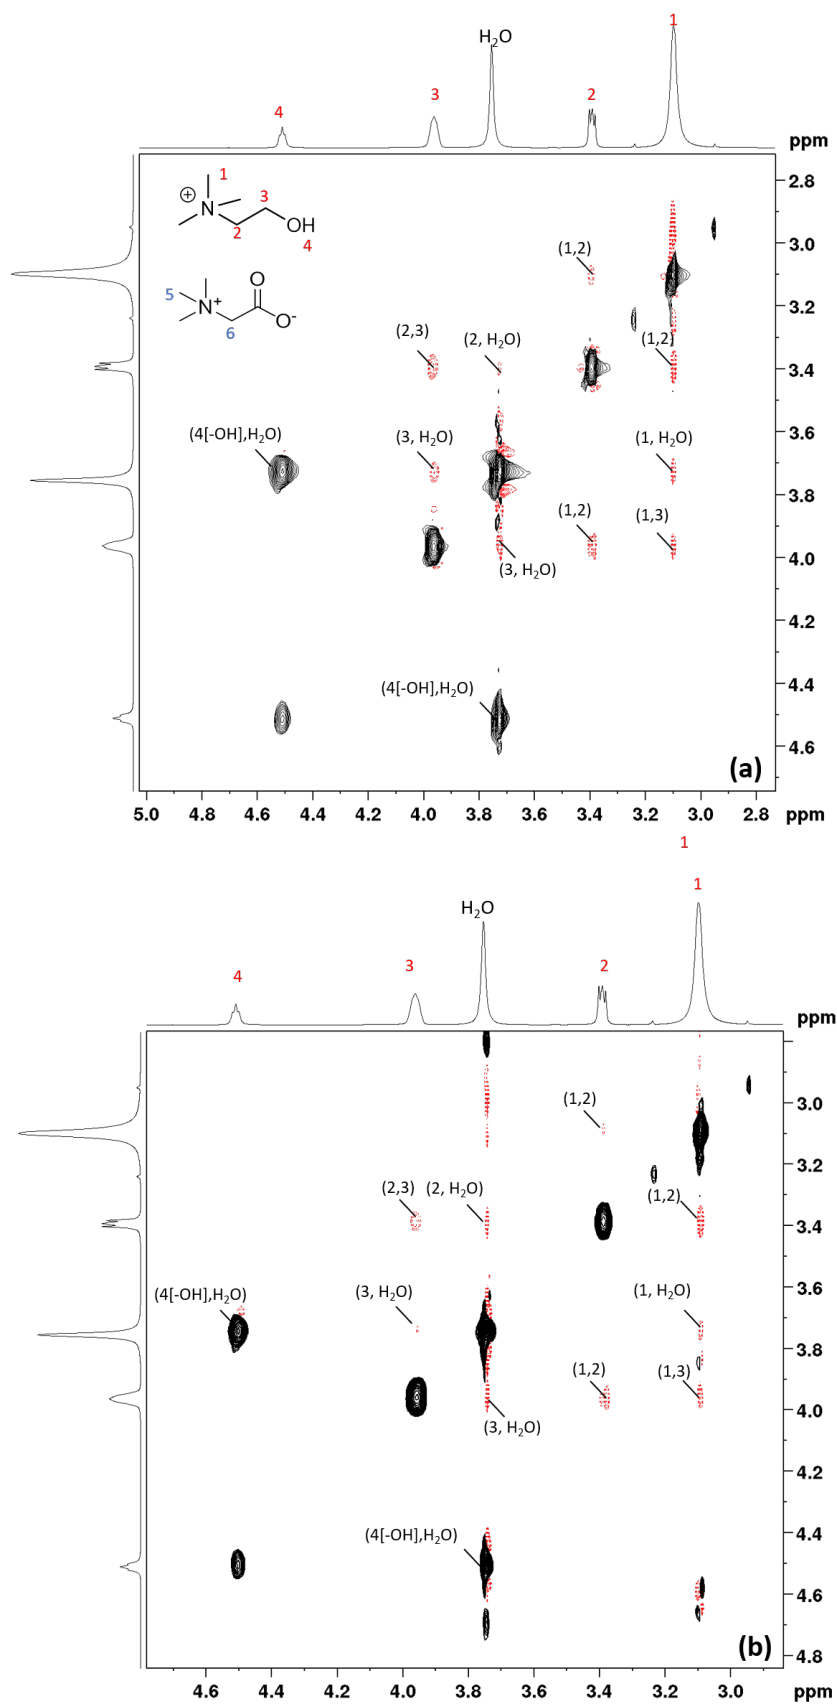 1
H₂O
4
3
2
ppm
2.8
3.0
3.2
3.4
3.6
3.8
4.0
4.2
4.4
4.6
1
⊕
N
3
OH
2
4
5
N+
O
O-
6
(1,2)
(2,3)
(2, H₂O)
(1,2)
(4[-OH],H₂O)
(3, H₂O)
(1, H₂O)
(1,2)
(1,3)
(3, H₂O)
(4[-OH],H₂O)
(a)
5.0 4.8 4.6 4.4 4.2 4.0 3.8 3.6 3.4 3.2 3.0 2.8 ppm
1
1
H₂O
4
3
2
ppm
3.0
3.2
3.4
3.6
3.8
4.0
4.2
4.4
4.6
4.8
(1,2)
(2,3)
(2, H₂O)
(1,2)
(4[-OH],H₂O)
(3, H₂O)
(1, H₂O)
(1,2)
(1,3)
(3, H₂O)
(4[-OH],H₂O)
(b)
4.6 4.4 4.2 4.0 3.8 3.6 3.4 3.2 3.0 ppm